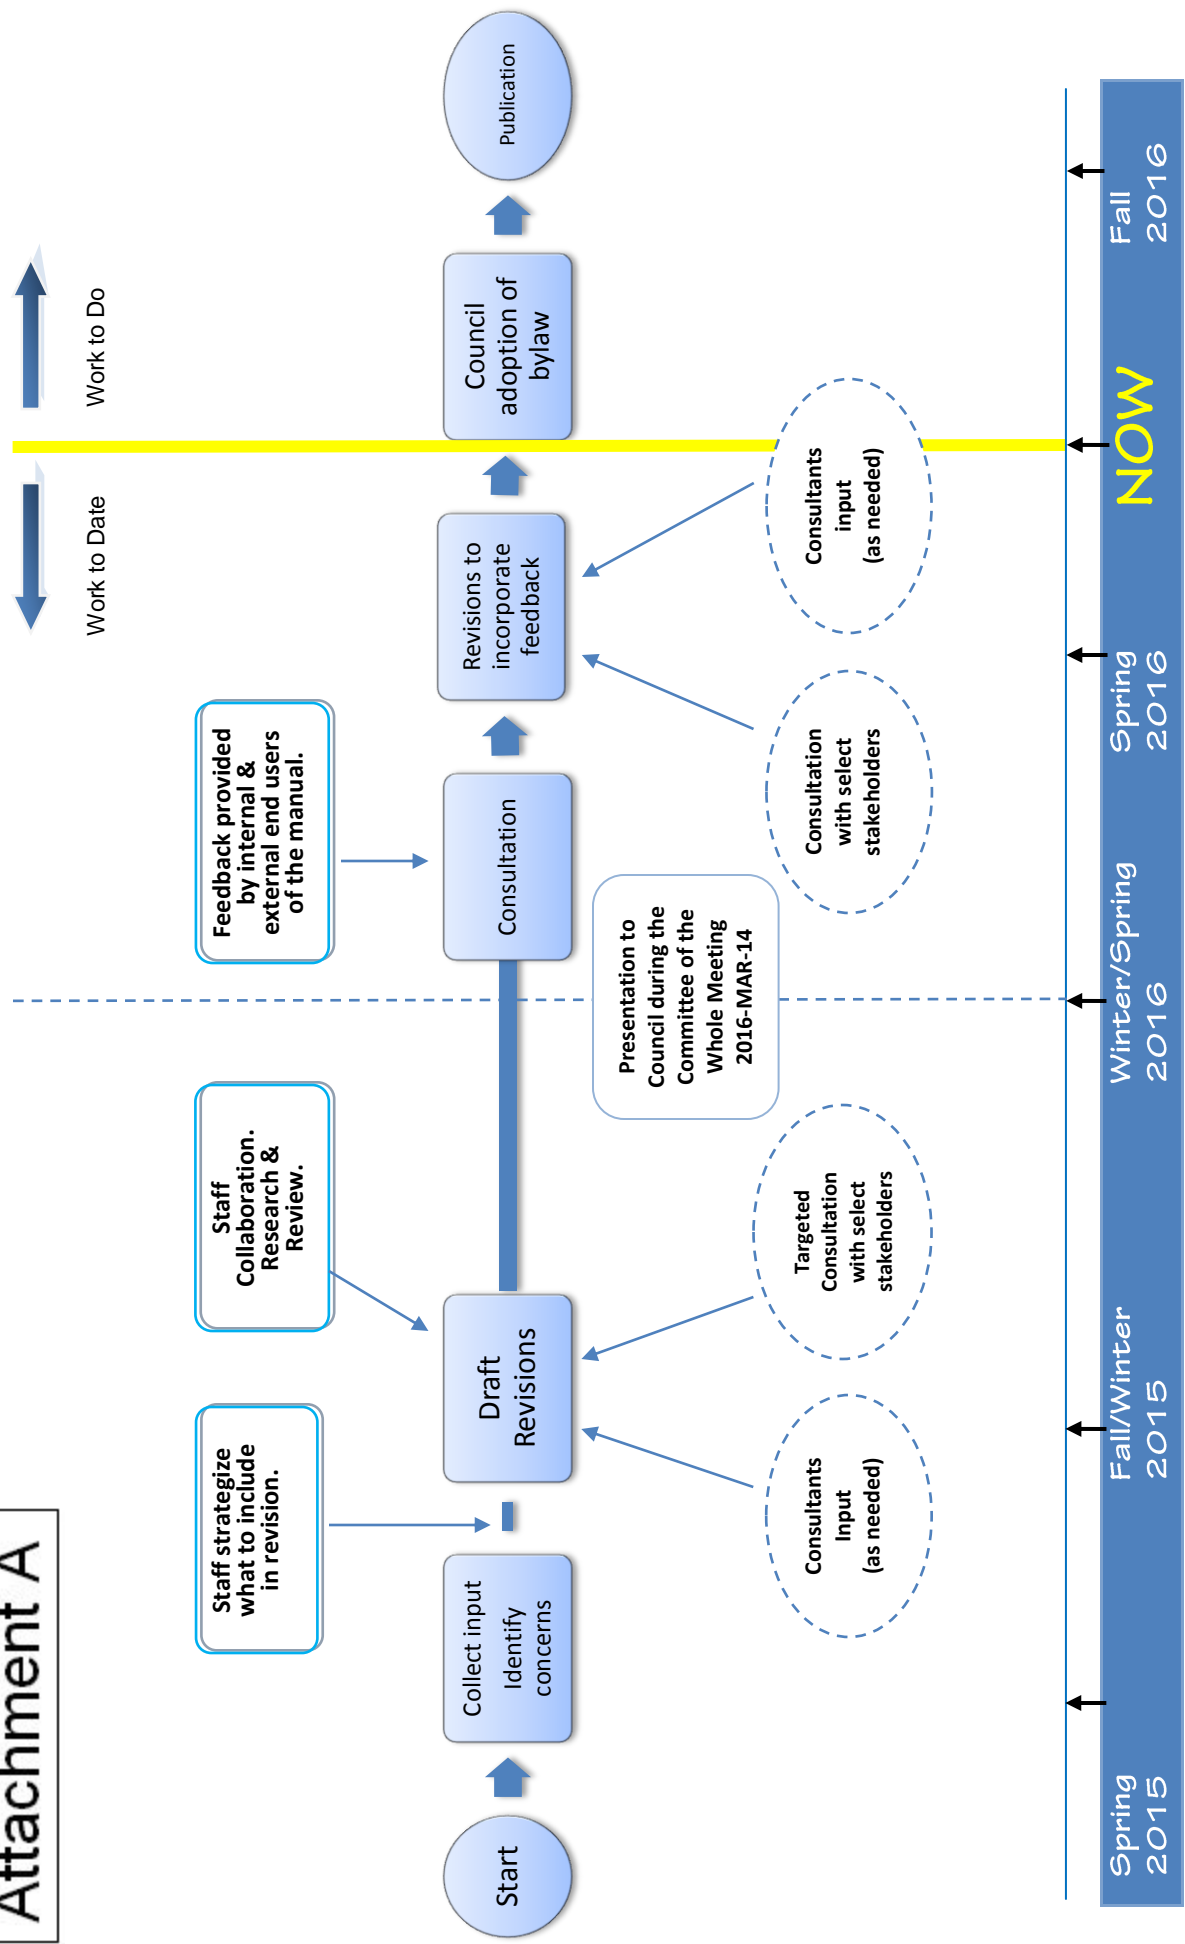 Attachment A
Work to Date
Work to Do
Staff strategize
what to include
in revision.
Staff
Collaboration.
Research &
Review.
Feedback provided
by internal &
external end users
of the manual.
Start
Collect input
Identify
concerns
Draft
Revisions
Consultation
Revisions to
incorporate
feedback
Council
adoption of
bylaw
Publication
Presentation to
Council during the
Committee of the
Whole Meeting
2016-MAR-14
Consultants
Input
(as needed)
Targeted
Consultation
with select
stakeholders
Consultation
with select
stakeholders
Consultants
input
(as needed)
Spring
2015
Fall/Winter
2015
Winter/Spring
2016
Spring
2016
NOW
Fall
2016